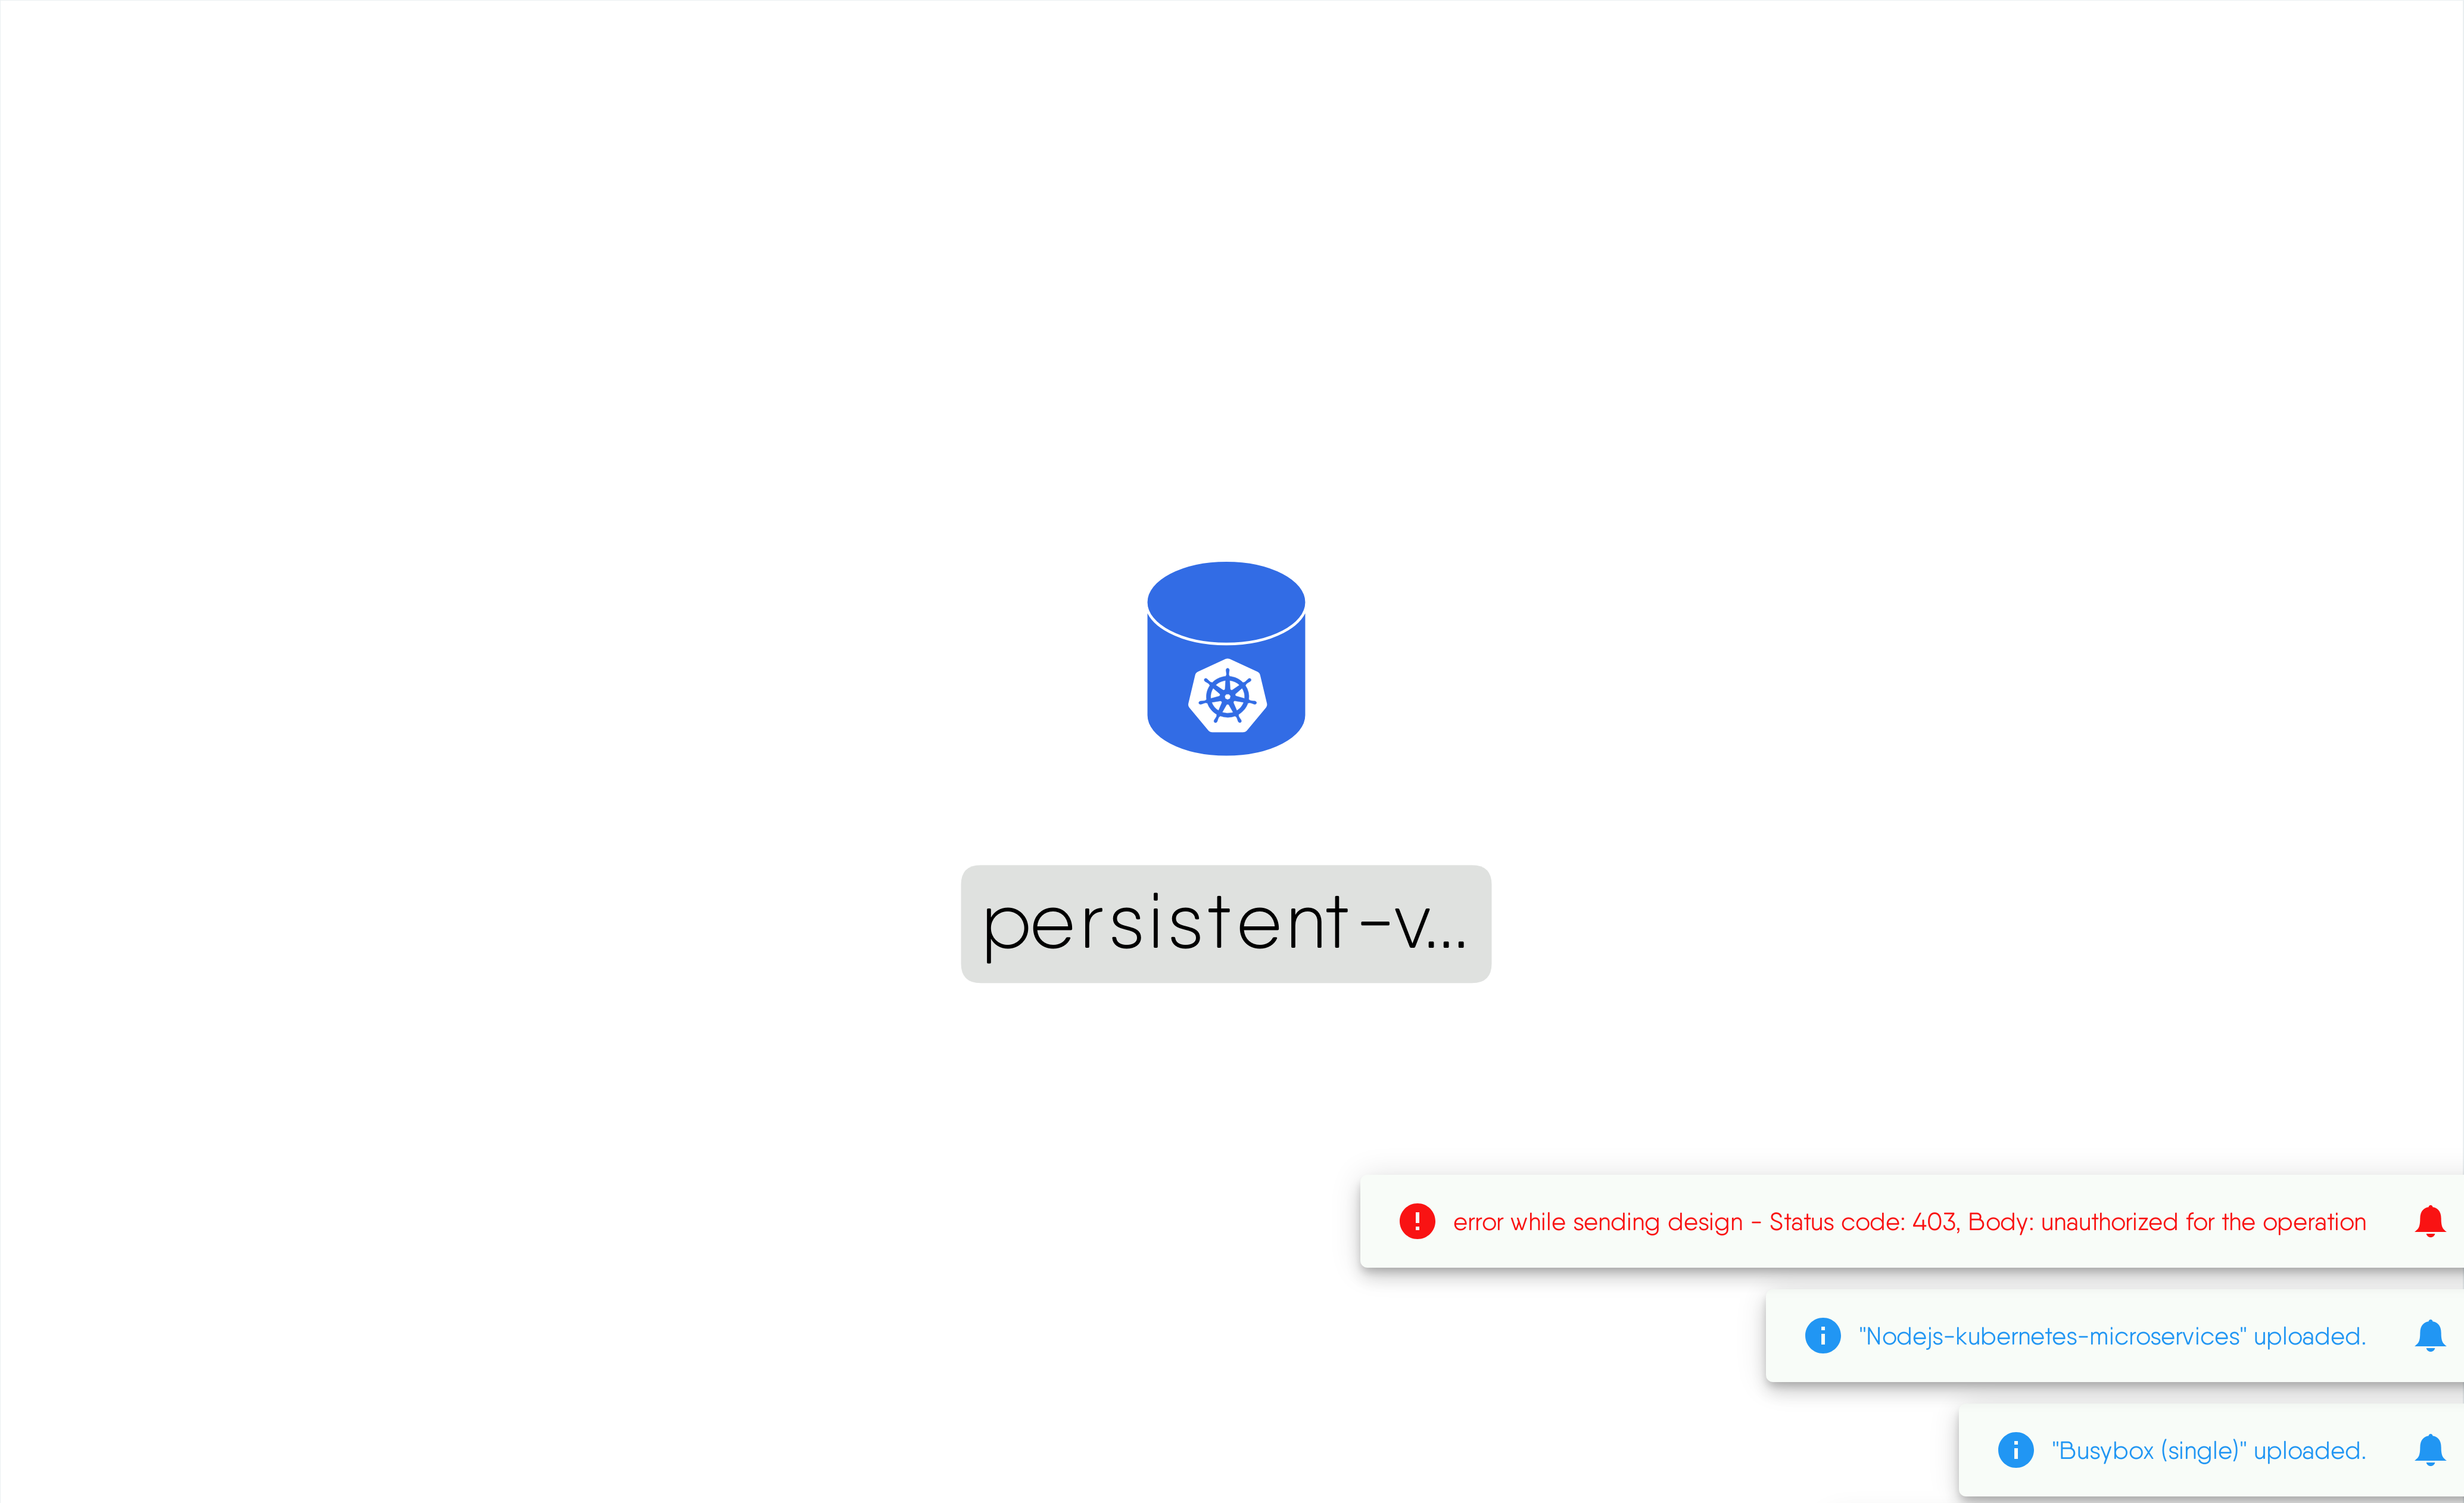 persistent-v...
error while sending design - Status code: 403, Body: unauthorized for the operation
"Nodejs-kubernetes-microservices" uploaded.
"Busybox (single)" uploaded.